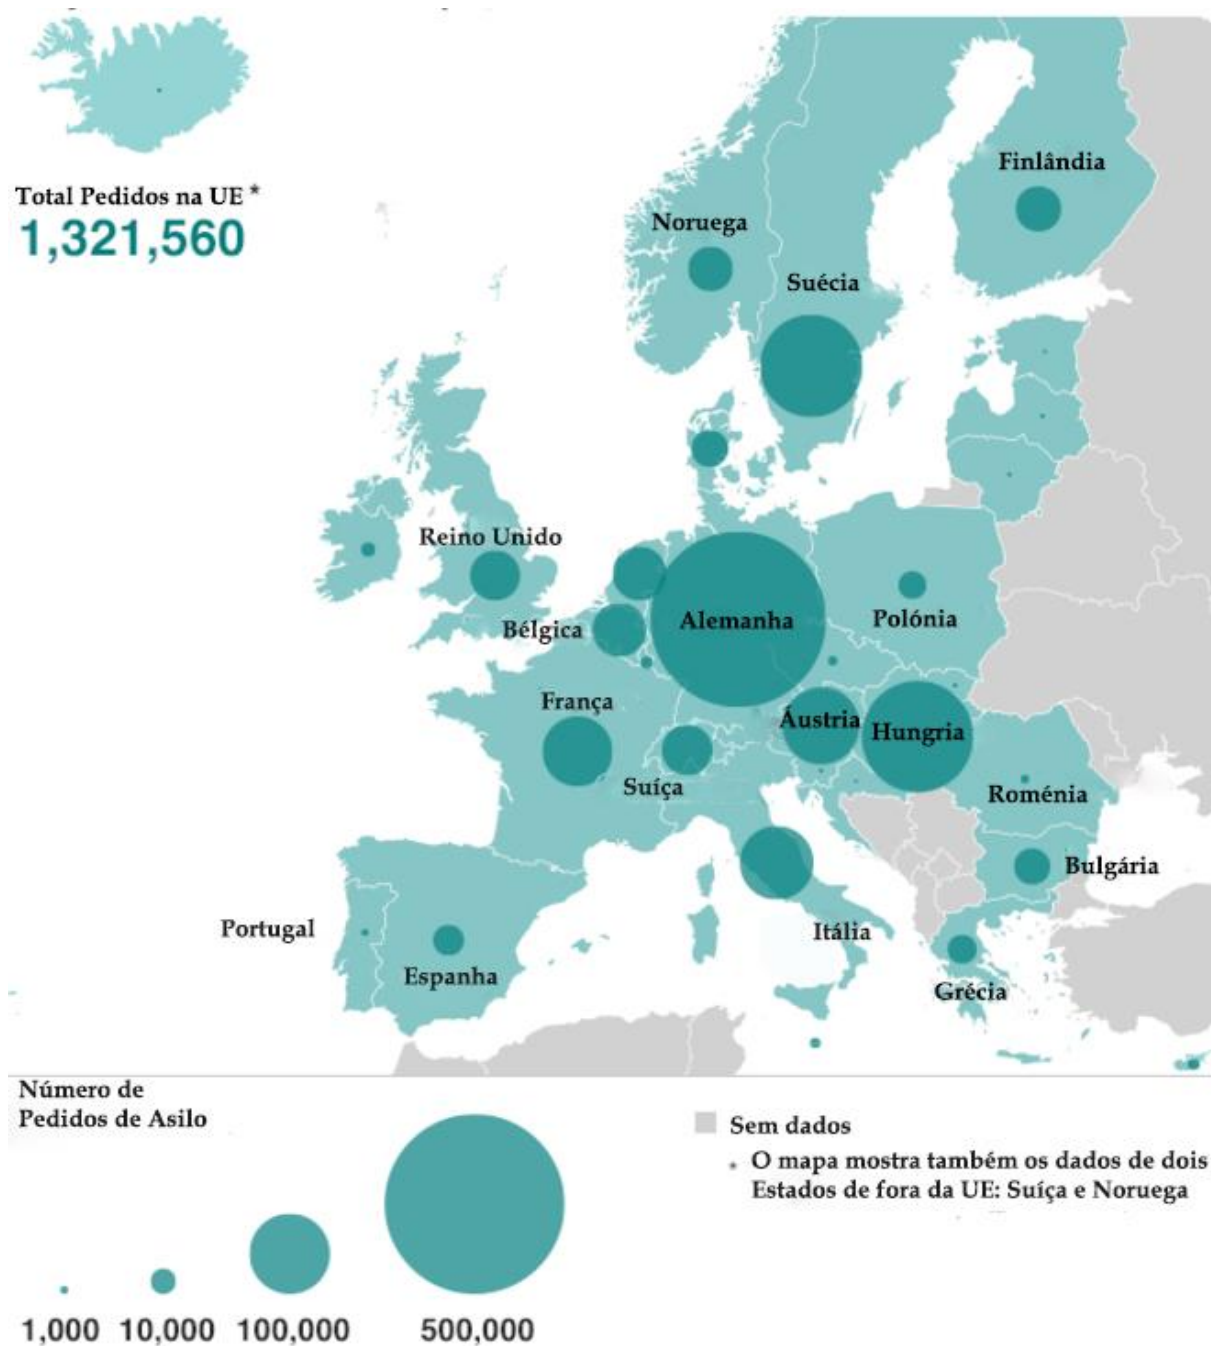 Total Pedidos na UE *
1,321,560
Finlândia
Noruega
Suécia
Reino Unido
Bélgica
Alemanha
Polónia
França
Áustria
Hungria
Suíça
Roménia
Bulgária
Portugal
Itália
Espanha
Grécia
Número de
Pedidos de Asilo
Sem dados
* O mapa mostra também os dados de dois
Estados de fora da UE: Suíça e Noruega
1,000 10,000 100,000 500,000